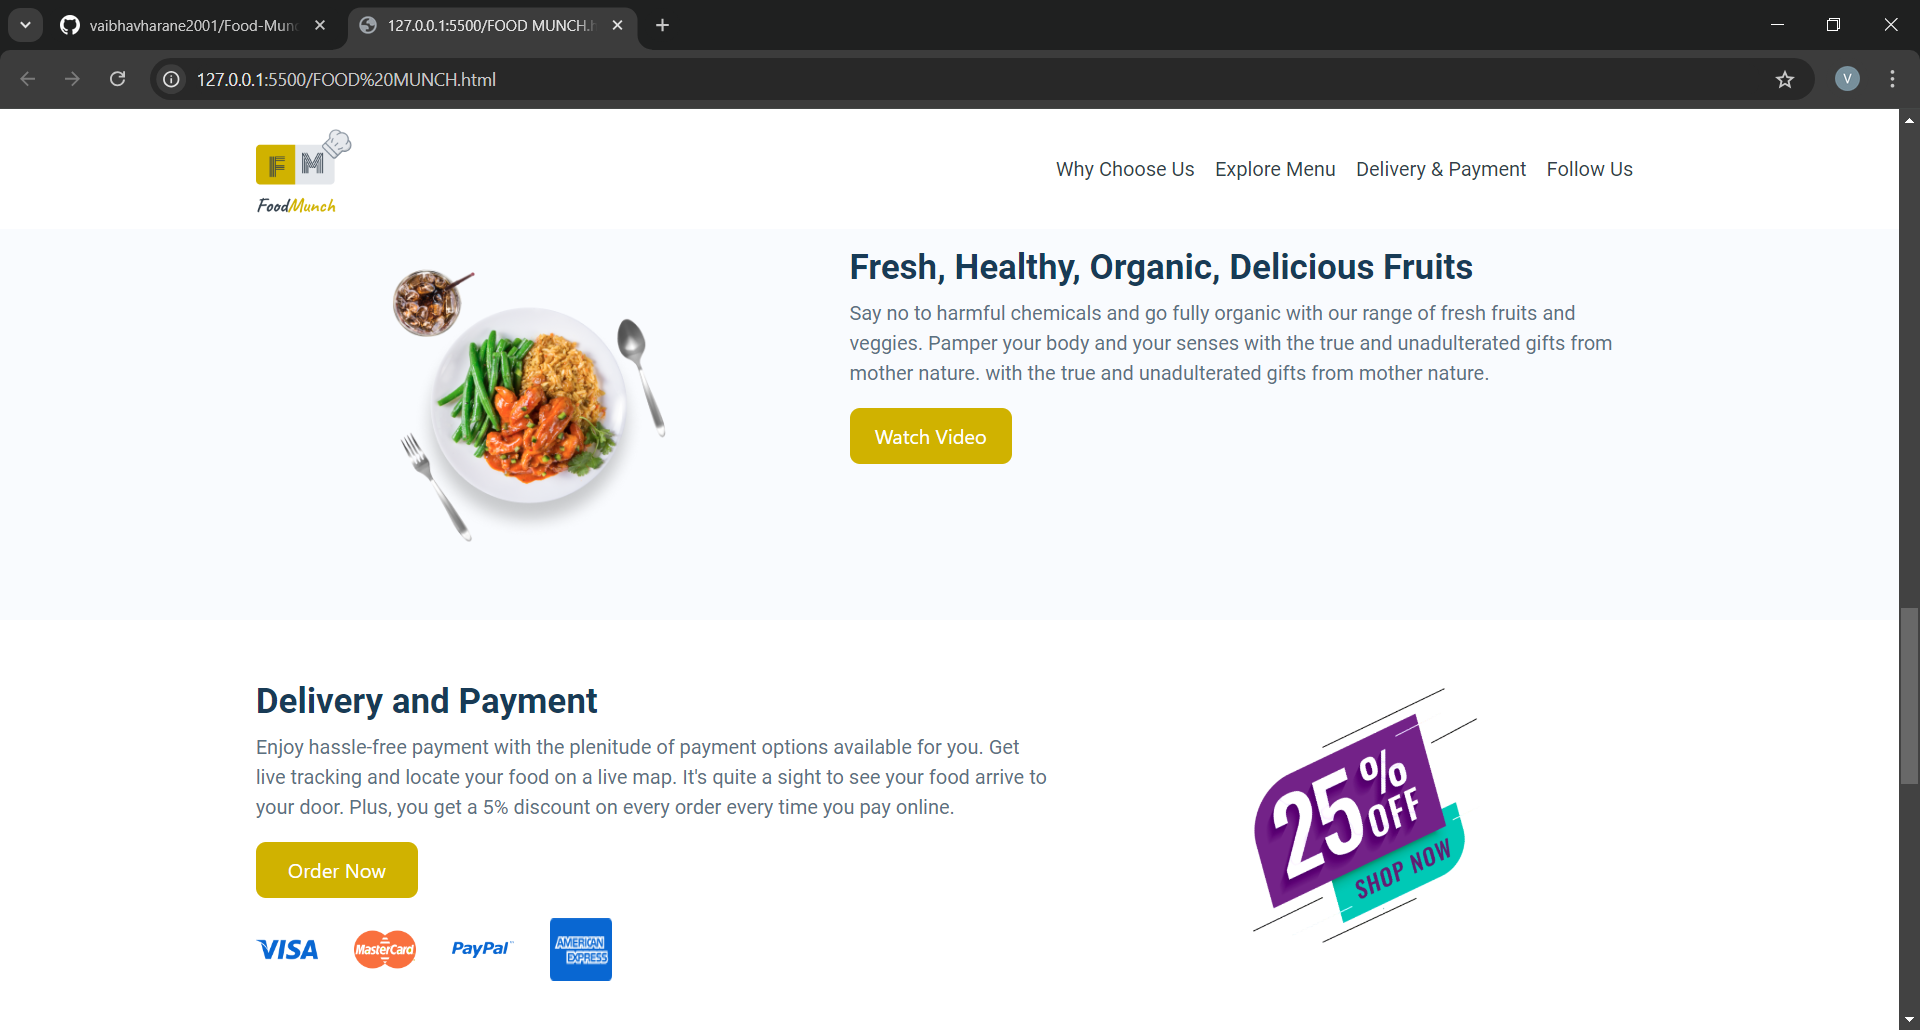 vaibhavharane2001/Food-Munc
127.0.0.1:5500/FOOD MUNCH.h
127.0.0.1:5500/FOOD%20MUNCH.html
V
F M
FoodMunch
Why Choose Us Explore Menu Delivery & Payment Follow Us
Fresh, Healthy, Organic, Delicious Fruits
Say no to harmful chemicals and go fully organic with our range of fresh fruits and
veggies. Pamper your body and your senses with the true and unadulterated gifts from
mother nature. with the true and unadulterated gifts from mother nature.
Watch Video
Delivery and Payment
Enjoy hassle-free payment with the plenitude of payment options available for you. Get
live tracking and locate your food on a live map. It's quite a sight to see your food arrive to
your door. Plus, you get a 5% discount on every order every time you pay online.
Order Now
VISA MasterCard PayPal AMERICAN
EXPRESS
25%
OFF
SHOP NOW